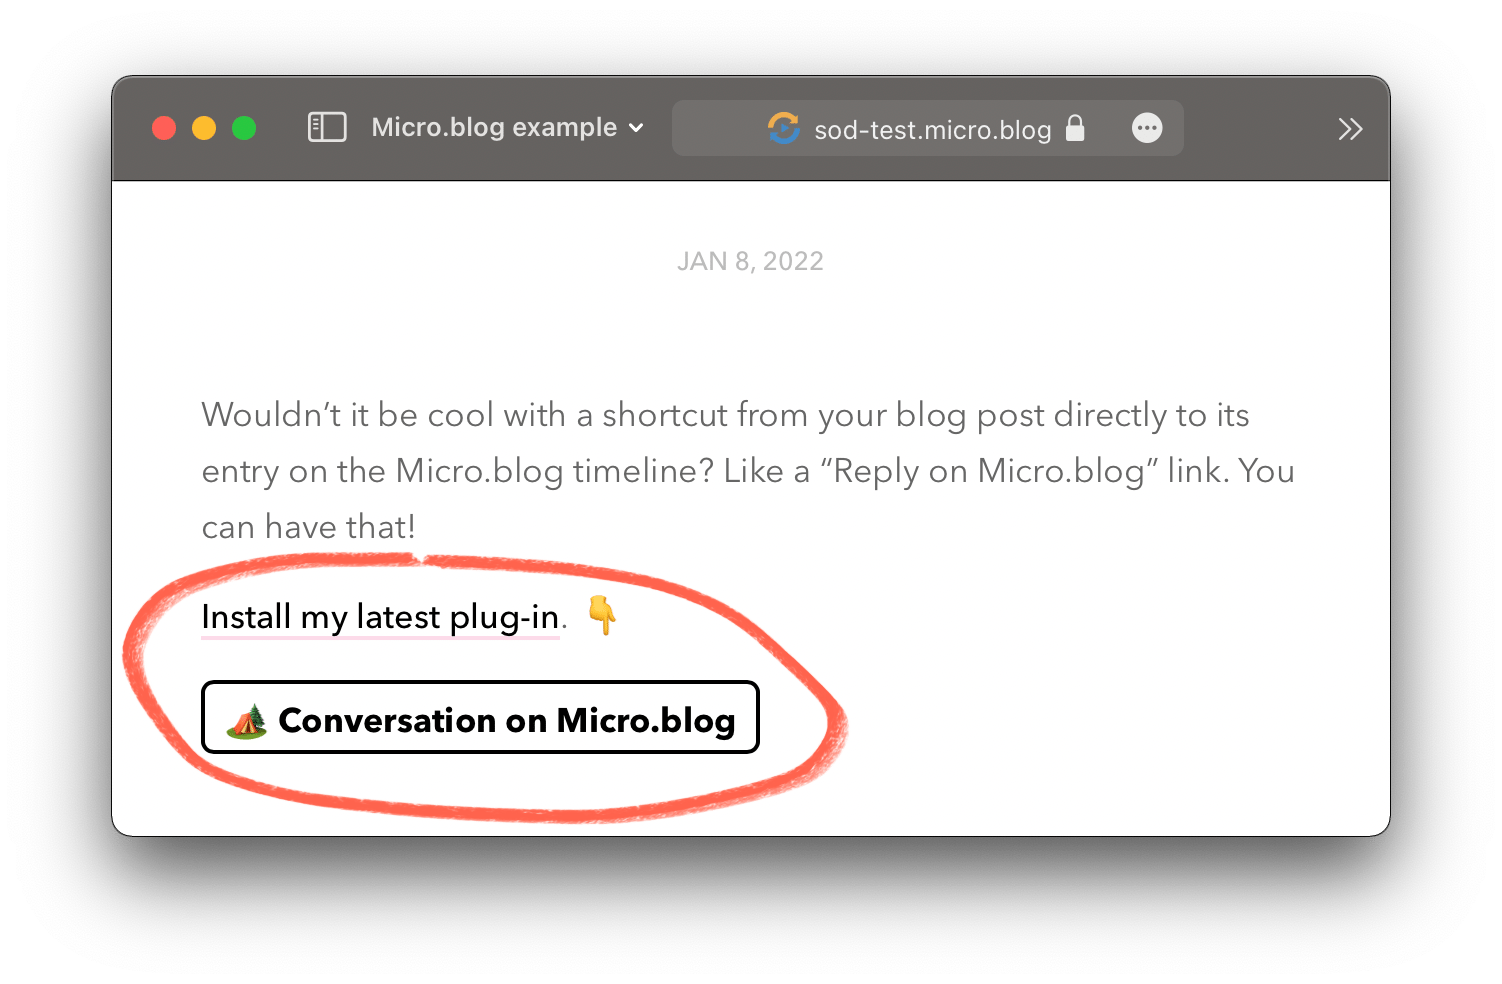 Micro.blog example
sod-test.micro.blog
JAN 8, 2022
Wouldn’t it be cool with a shortcut from your blog post directly to its
entry on the Micro.blog timeline? Like a “Reply on Micro.blog” link. You
can have that!
Install my latest plug-in. 👇
🏕 Conversation on Micro.blog